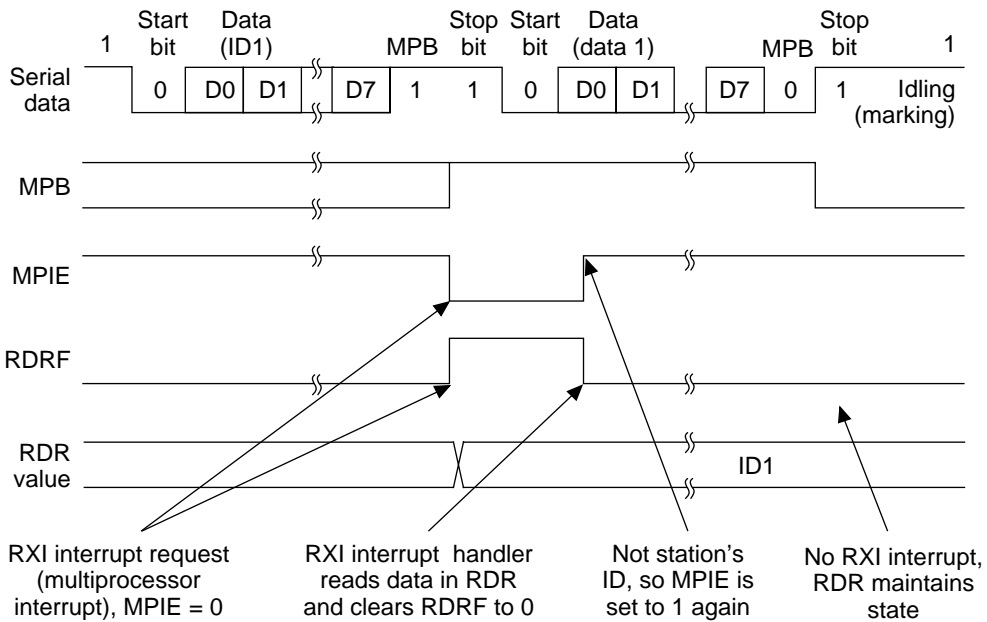 1 Start bit Data (ID1) MPB Stop bit Start bit Data (data 1) MPB Stop bit 1
Serial data 0 D0 D1 D7 1 1 0 D0 D1 D7 0 1 Idling (marking)
MPB
MPIE
RDRF
RDR value ID1
RXI interrupt request
(multiprocessor
interrupt), MPIE = 0
RXI interrupt handler
reads data in RDR
and clears RDRF to 0
Not station's
ID, so MPIE is
set to 1 again
No RXI interrupt,
RDR maintains
state